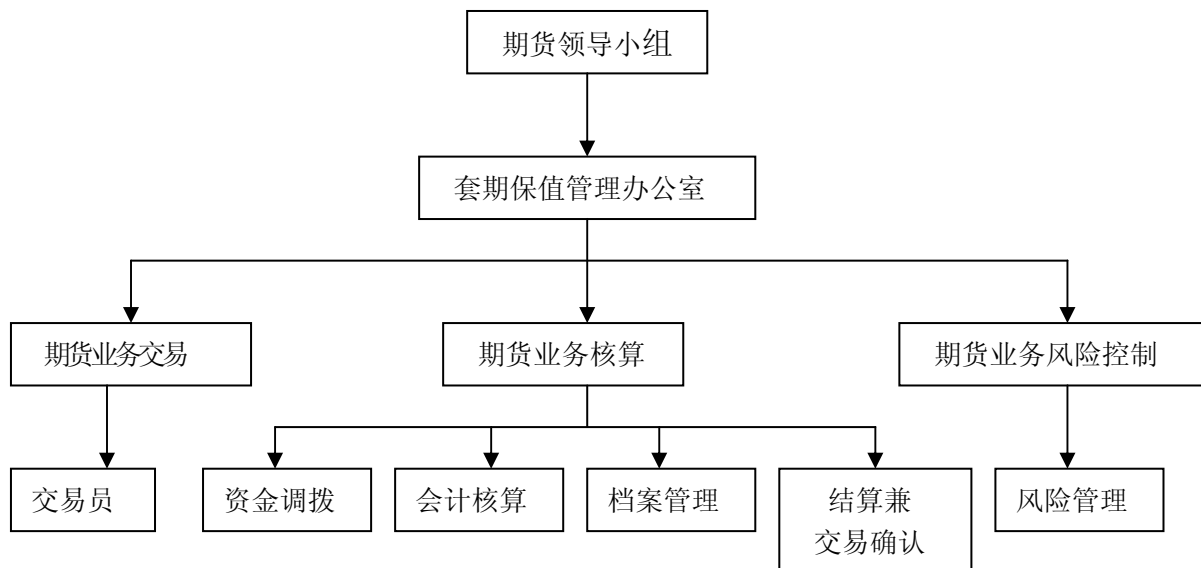 期货领导小组
套期保值管理办公室
期货业务交易
期货业务核算
期货业务风险控制
交易员
资金调拨
会计核算
档案管理
结算兼
交易确认
风险管理